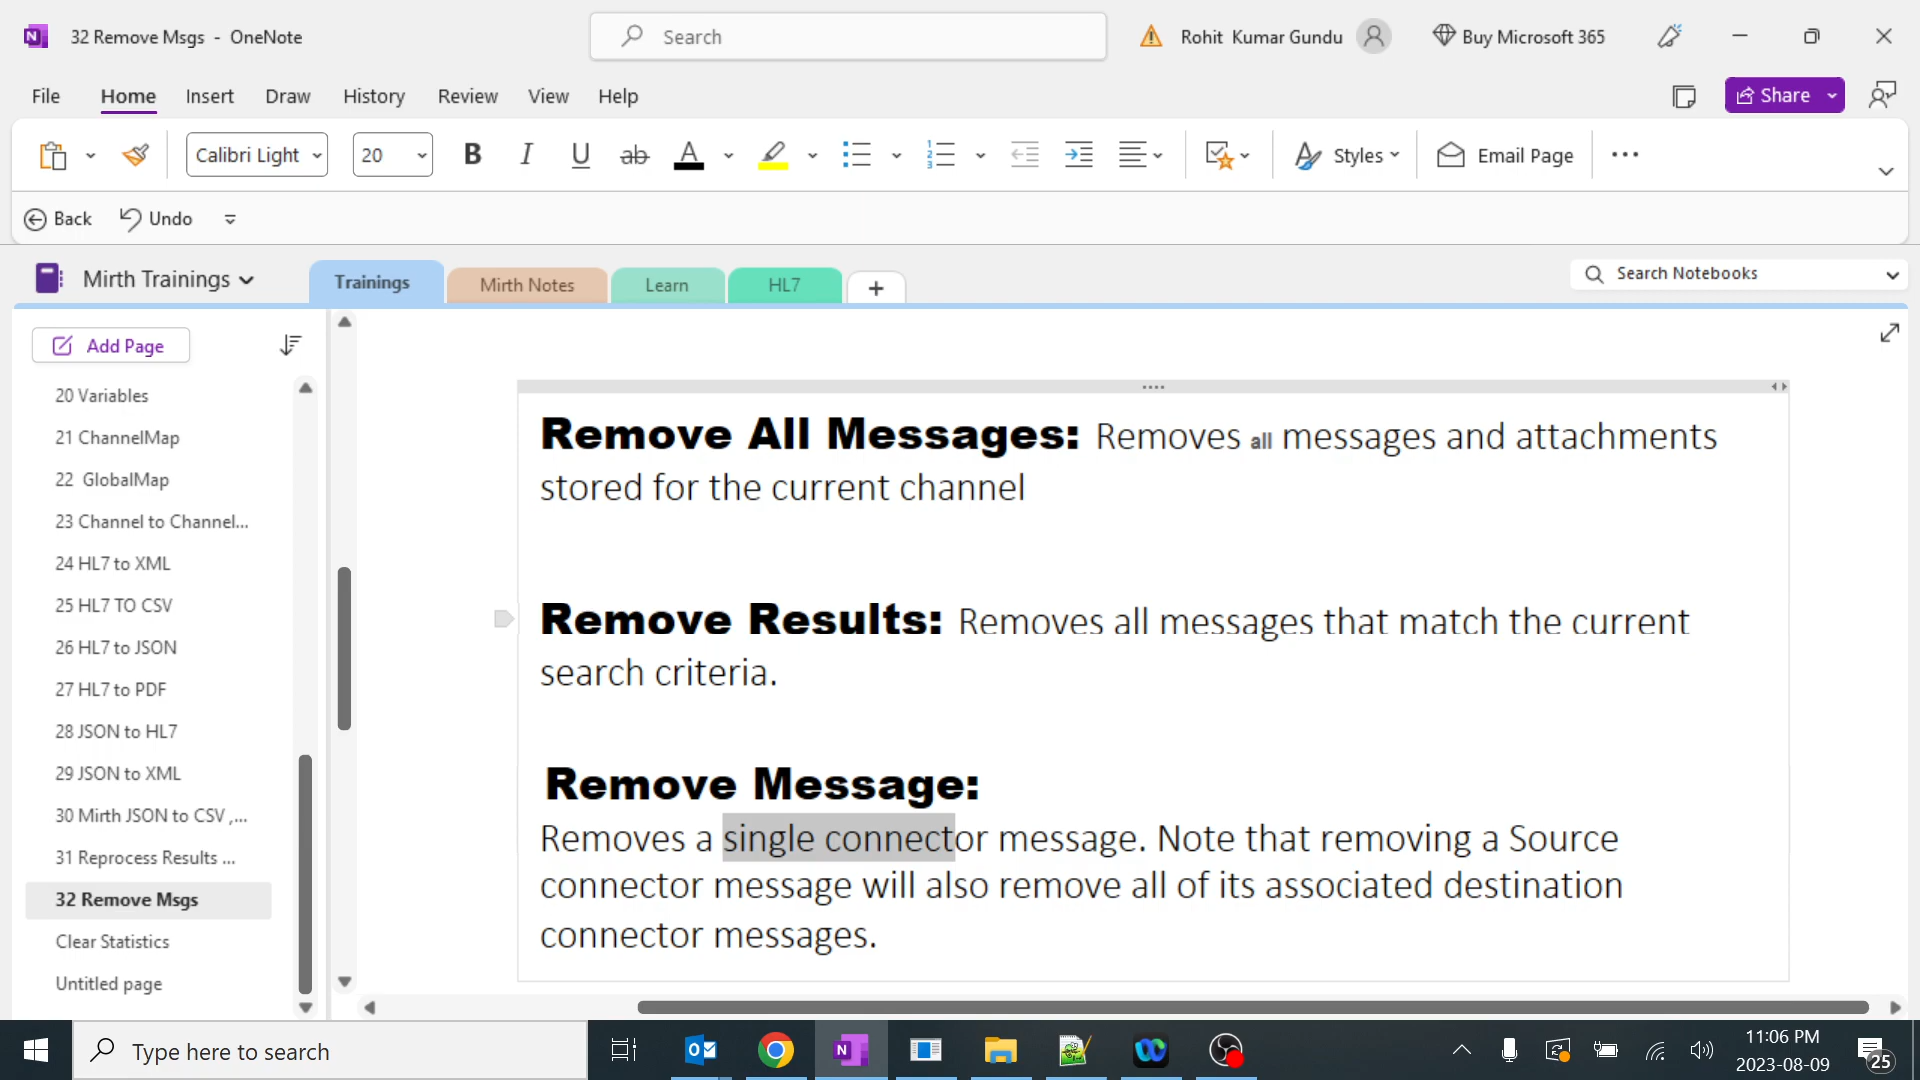 32 Remove Msgs - OneNote
Search
Rohit Kumar Gundu
Buy Microsoft 365
File Home Insert Draw History Review View Help
Share
Calibri Light 20 B I U ab A Styles Email Page
Back Undo
Mirth Trainings
Trainings Mirth Notes Learn HL7 +
Search Notebooks
Add Page
20 Variables
21 ChannelMap
22 GlobalMap
23 Channel to Channel...
24 HL7 to XML
25 HL7 TO CSV
26 HL7 to JSON
27 HL7 to PDF
28 JSON to HL7
29 JSON to XML
30 Mirth JSON to CSV ,...
31 Reprocess Results ...
32 Remove Msgs
Clear Statistics
Untitled page
Remove All Messages: Removes all messages and attachments
stored for the current channel
Remove Results: Removes all messages that match the current
search criteria.
Remove Message:
Removes a single connector message. Note that removing a Source
connector message will also remove all of its associated destination
connector messages.
Type here to search
11:06 PM
2023-08-09
25